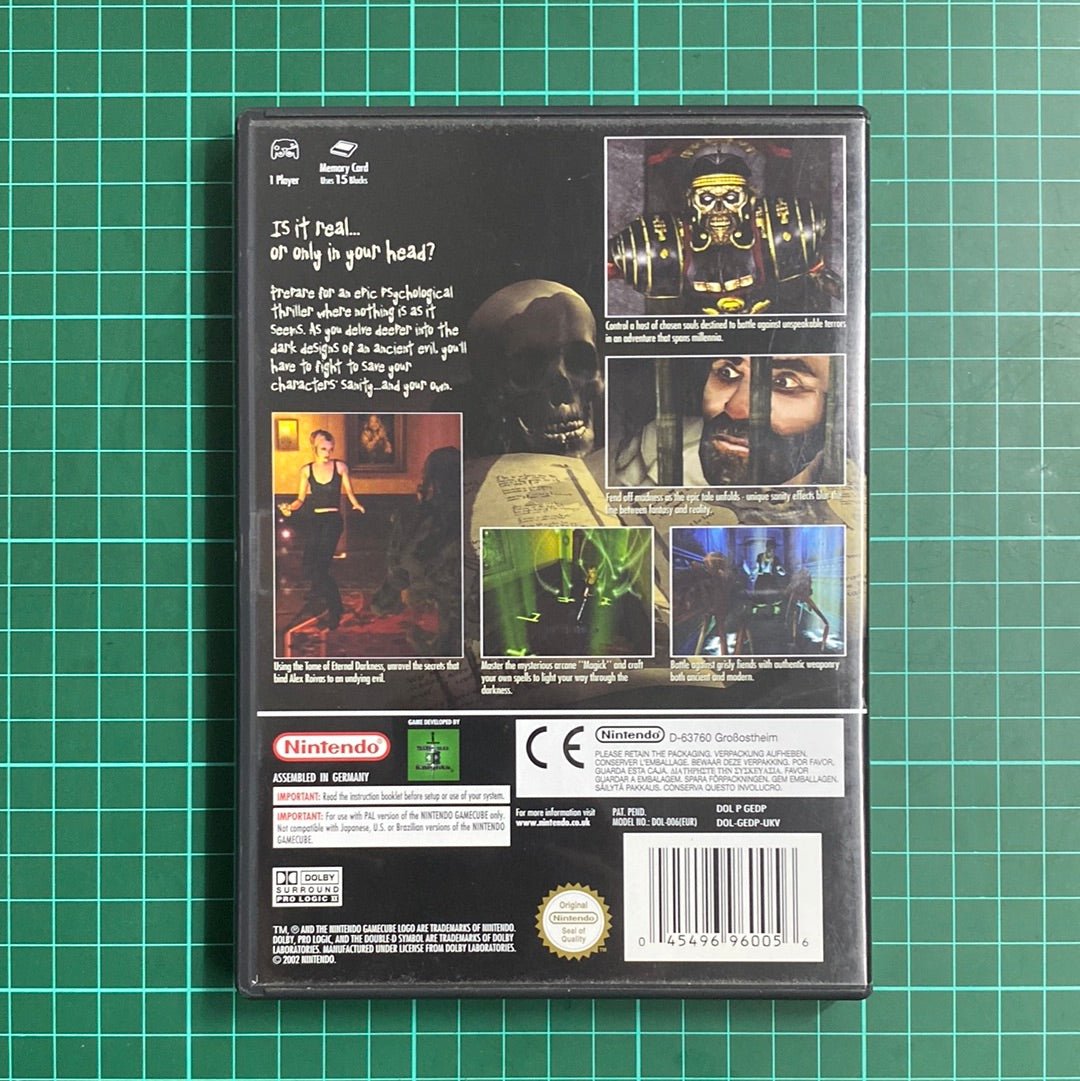 1 Player
Memory Card
Uses 15 Blocks
Is it real...
or only in your head?
Prepare for an epic psychological
thriller where nothing is as it
seems. As you delve deeper into the
dark designs of an ancient evil, you'll
have to fight to save your
characters' sanity...and your own.
Control a host of chosen souls destined to battle against unspeakable terrors
in an adventure that spans millennia.
Fend off madness as the epic tale unfolds - unique sanity effects blur the
line between fantasy and reality.
Using the Tome of Eternal Darkness, unravel the secrets that
bind Alex Roivas to an undying evil.
Master the mysterious arcane "Magick" and craft
your own spells to light your way through the
darkness.
Battle against grisly fiends with authentic weaponry
both ancient and modern.
Nintendo
ASSEMBLED IN GERMANY
GAME DEVELOPED BY
Silicon
Knights
CE
Nintendo D-63760 Großostheim
PLEASE RETAIN THE PACKAGING. VERPACKUNG AUFHEBEN.
CONSERVER L'EMBALLAGE. BEWAAR DEZE VERPAKKING. POR FAVOR,
GUARDA ESTA CAJA. ΔΙΑΤΗΡΗΣΤΕ ΤΗΝ ΣΥΣΚΕΥΑΣΙΑ. FAVOR
GUARDAR A EMBALAGEM. SPARA FÖRPACKNINGEN. GEM EMBALLAGEN.
SÄILYTÄ PAKKAUS. CONSERVA QUESTO INVOLUCRO.
IMPORTANT: Read the instruction booklet before setup or use of your system.
IMPORTANT: For use with PAL version of the NINTENDO GAMECUBE only.
Not compatible with Japanese, U.S. or Brazilian versions of the NINTENDO
GAMECUBE.
For more information visit
www.nintendo.co.uk
PAT. PEND.
MODEL NO.: DOL-006(EUR)
DOL P GEDP
DOL-GEDP-UKV
DOLBY
SURROUND
PRO LOGIC II
TM, ® AND THE NINTENDO GAMECUBE LOGO ARE TRADEMARKS OF NINTENDO.
DOLBY, PRO LOGIC, AND THE DOUBLE-D SYMBOL ARE TRADEMARKS OF DOLBY
LABORATORIES. MANUFACTURED UNDER LICENSE FROM DOLBY LABORATORIES.
© 2002 NINTENDO.
Original
Nintendo
Seal of
Quality
TM
0 45496 96005 6